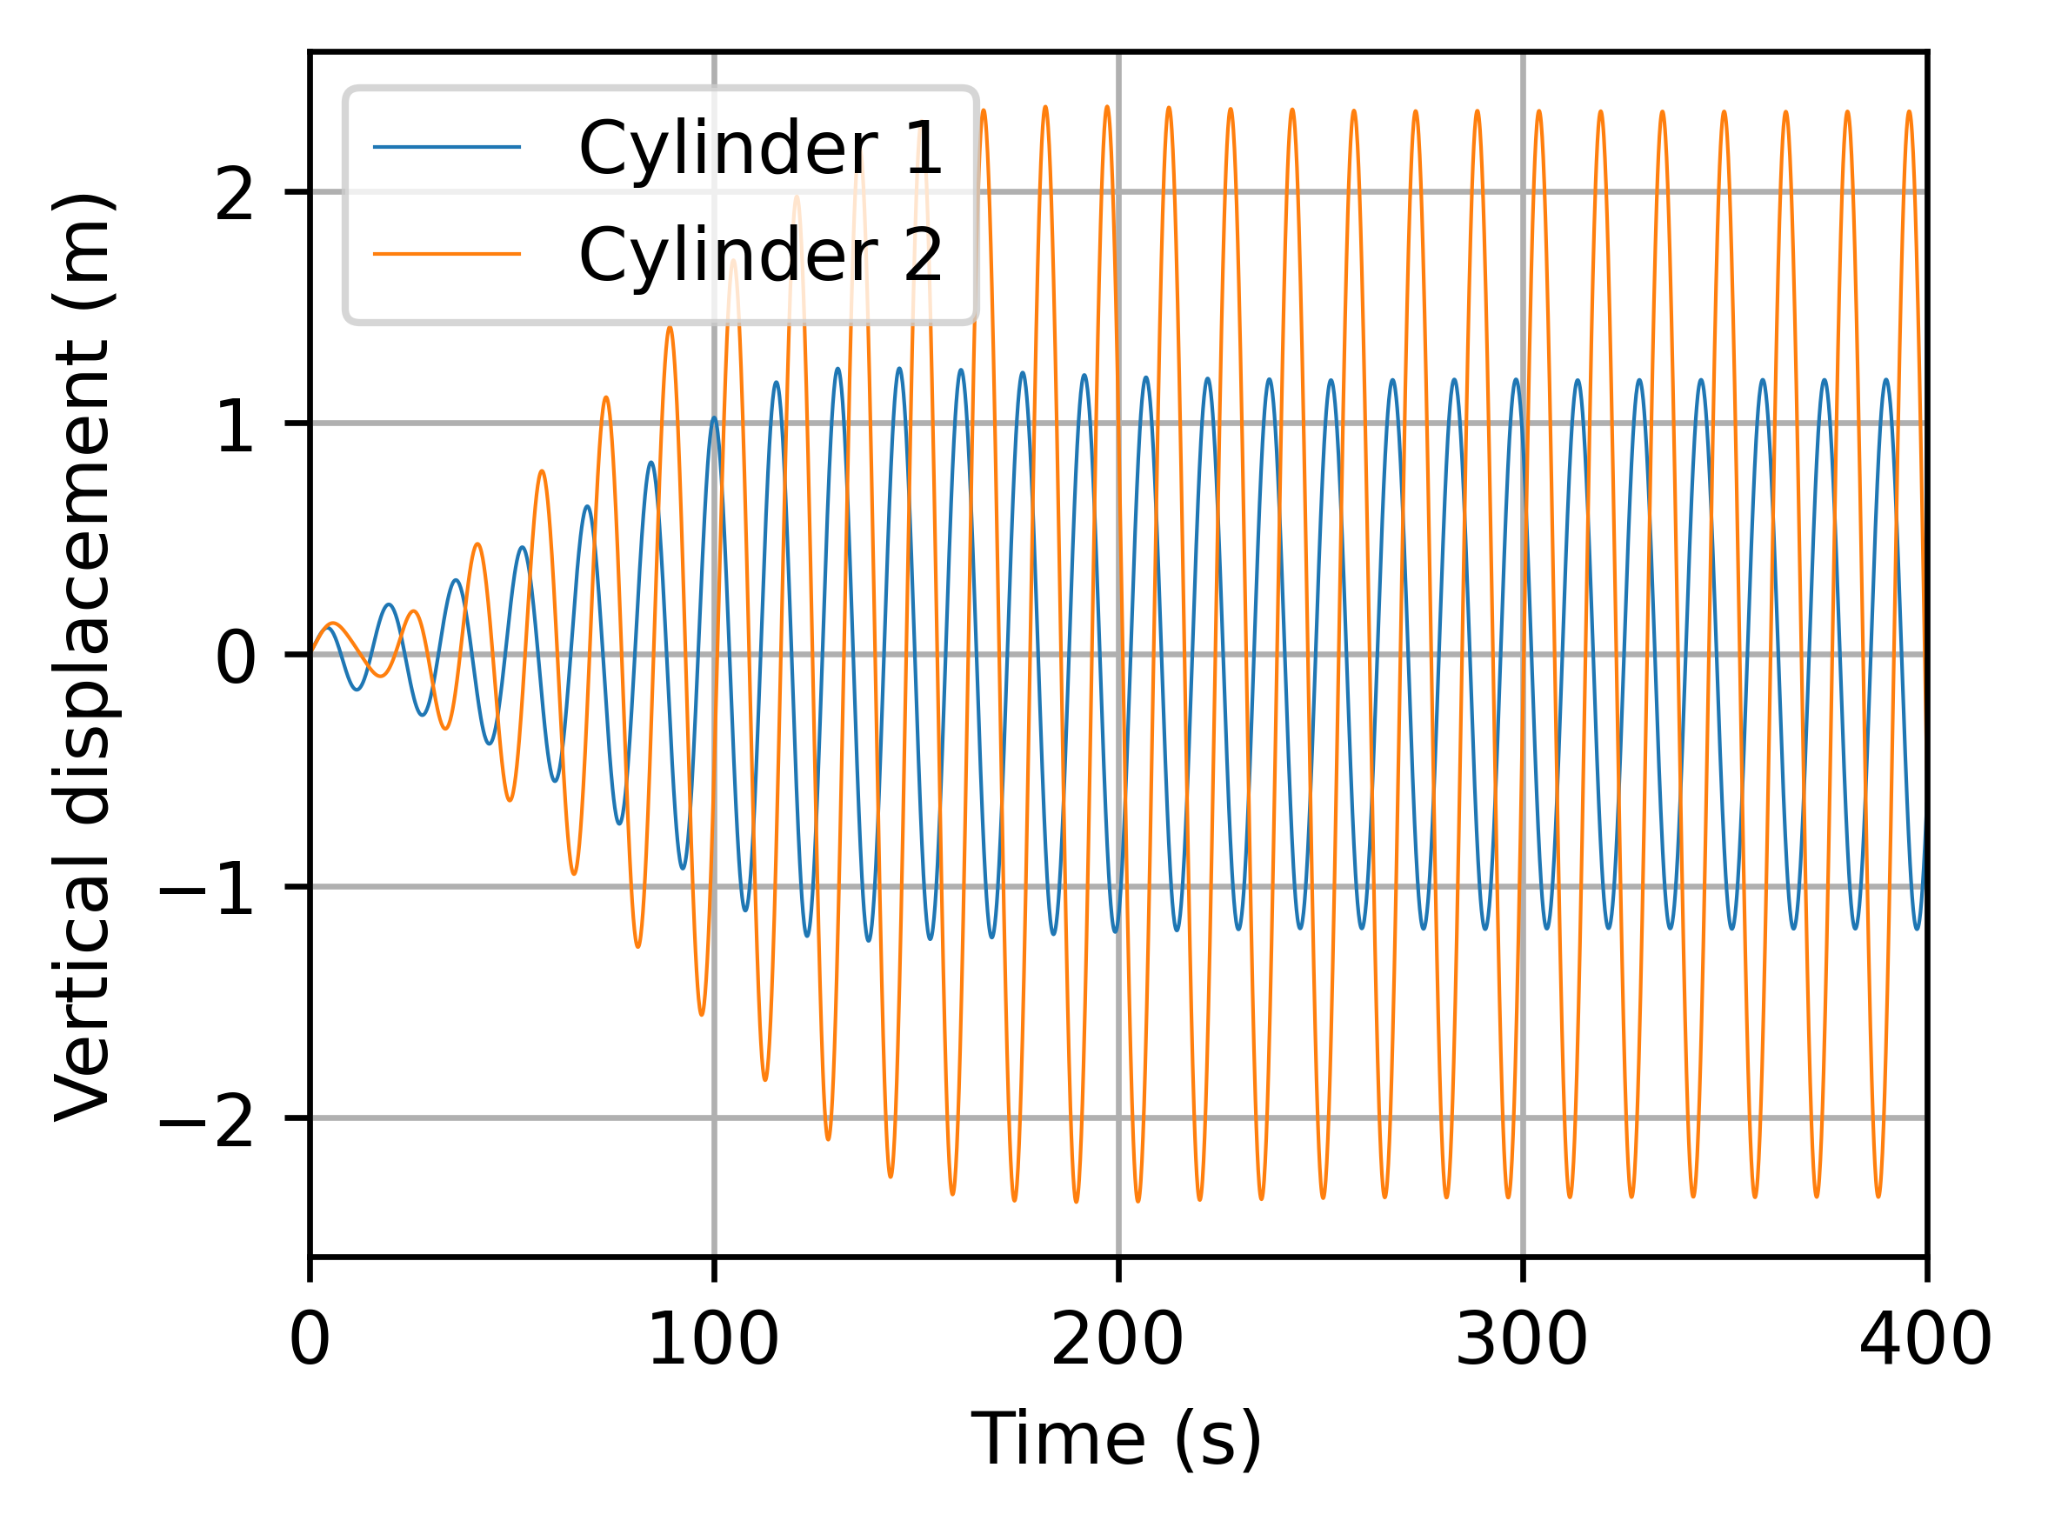 Cylinder 1
Cylinder 2
Vertical displacement (m)
2
1
0
−1
−2
0 100 200 300 400
Time (s)